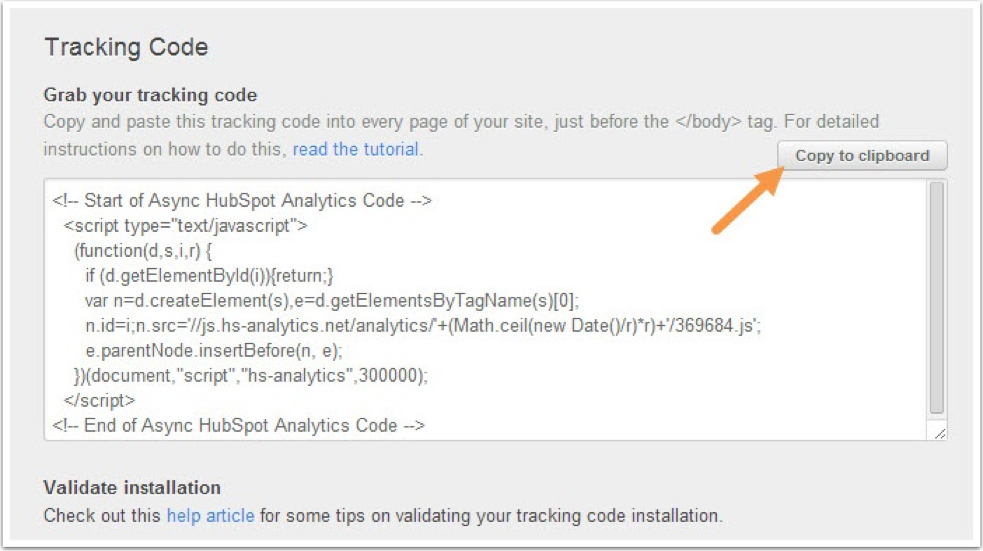 Tracking Code
Grab your tracking code
Copy and paste this tracking code into every page of your site, just before the </body> tag. For detailed
instructions on how to do this, read the tutorial.
Copy to clipboard
<!-- Start of Async HubSpot Analytics Code -->
<script type="text/javascript">
(function(d,s,i,r) {
if (d.getElementById(i)){return;}
var n=d.createElement(s),e=d.getElementsByTagName(s)[0];
n.id=i;n.src='//js.hs-analytics.net/analytics/'+(Math.ceil(new Date()/r)*r)+'/369684.js';
e.parentNode.insertBefore(n, e);
})(document,"script","hs-analytics",300000);
</script>
<!-- End of Async HubSpot Analytics Code -->
Validate installation
Check out this help article for some tips on validating your tracking code installation.